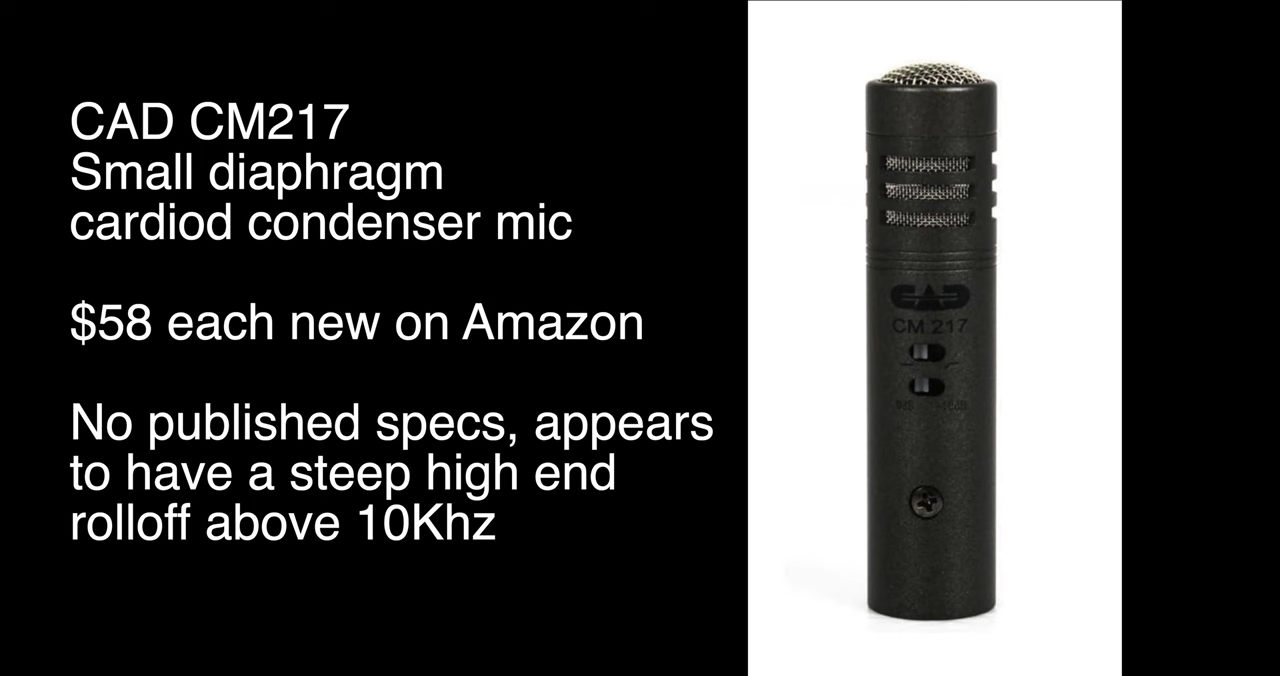 CAD CM217
Small diaphragm
cardiod condenser mic
$58 each new on Amazon
No published specs, appears
to have a steep high end
rolloff above 10Khz
CAD
CM 217